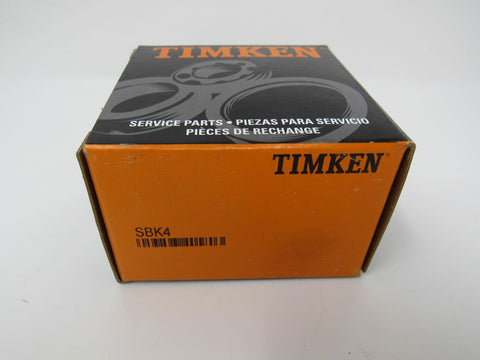 TIMKEN
SERVICE PARTS • PIEZAS PARA SERVICIO
PIÈCES DE RECHANGE
TIMKEN®
SBK4